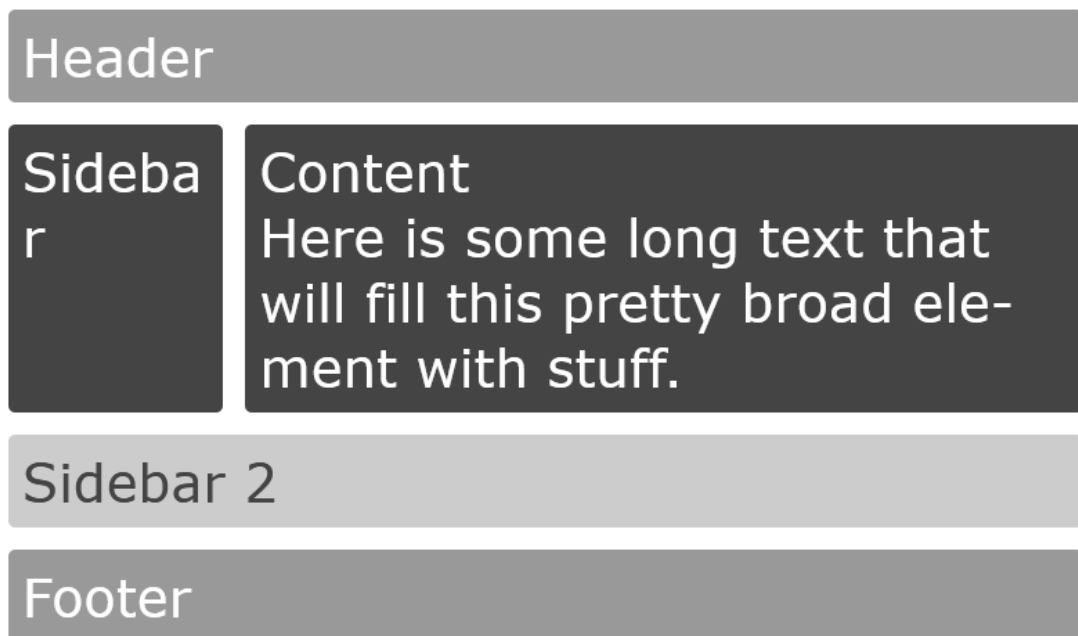 Header
Sideba
r
Content
Here is some long text that
will fill this pretty broad ele-
ment with stuff.
Sidebar 2
Footer